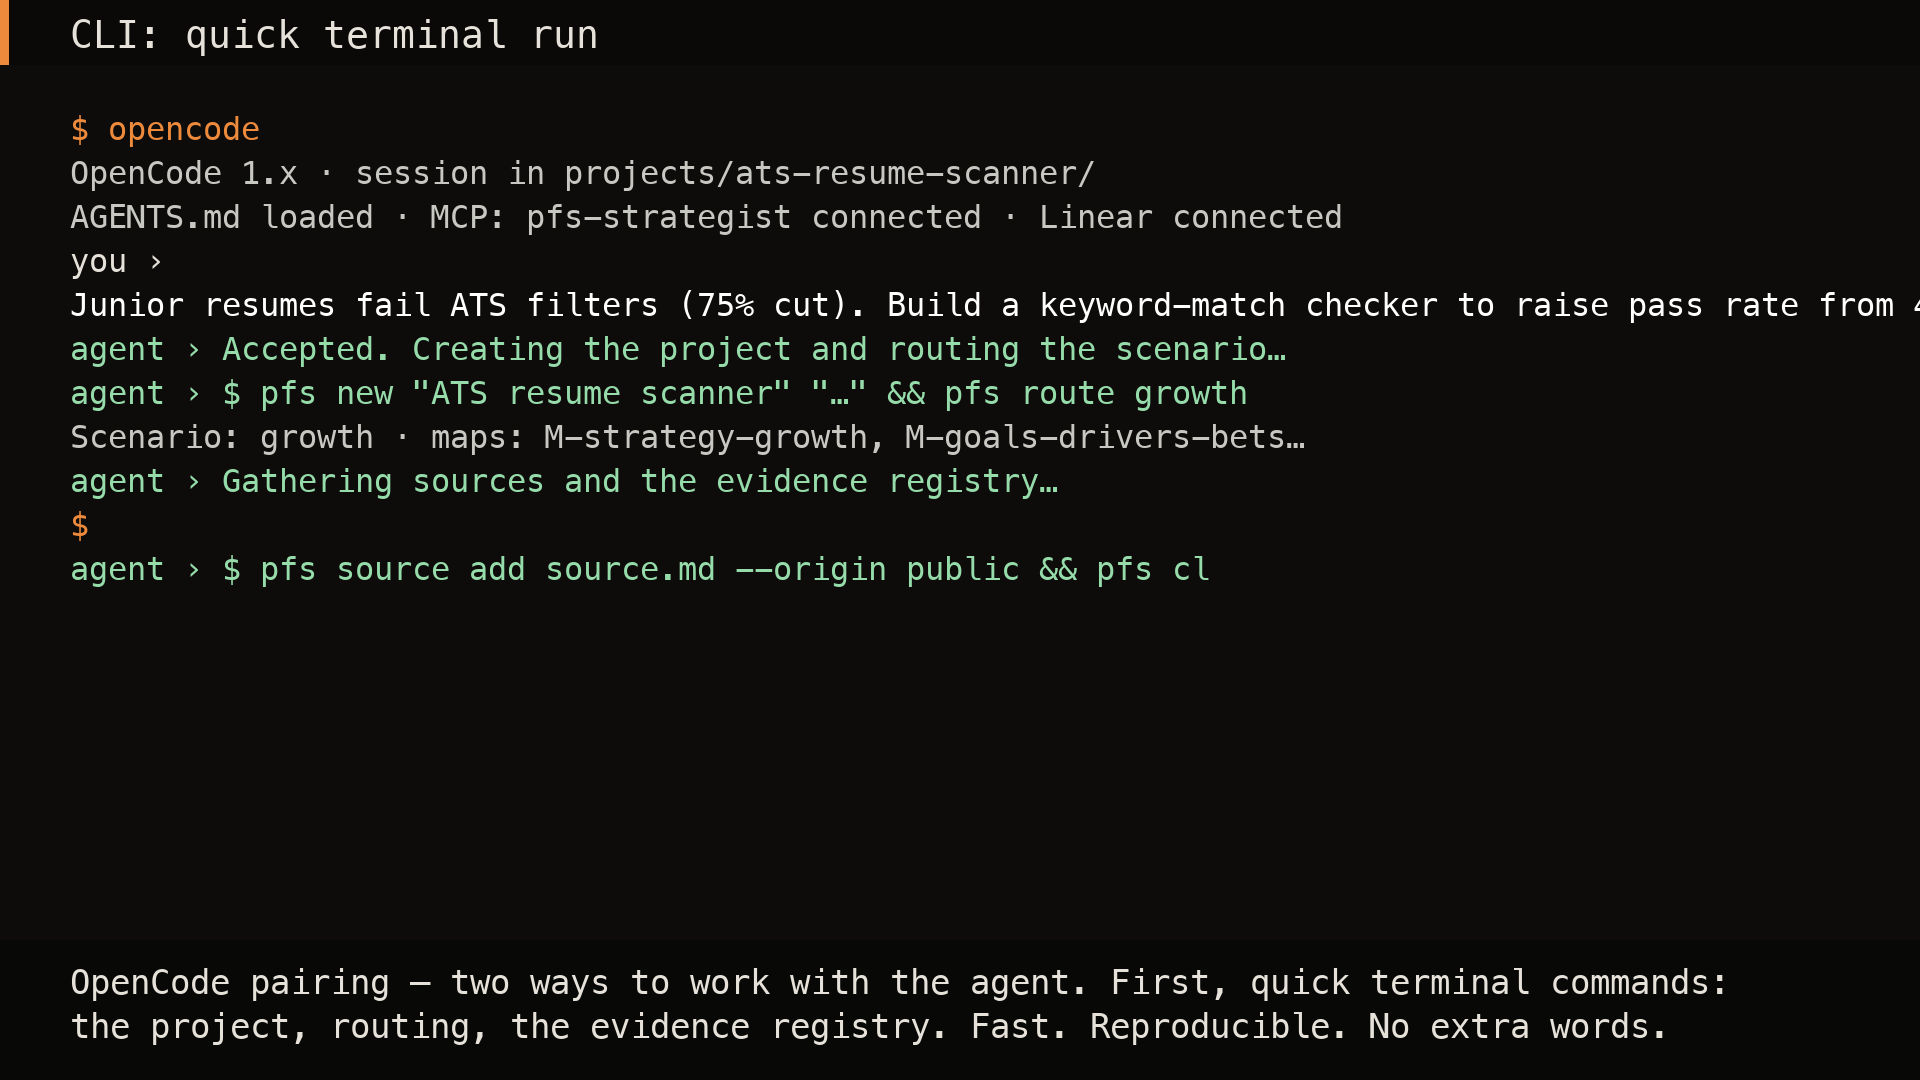 CLI: quick terminal run
$ opencode
OpenCode 1.x · session in projects/ats-resume-scanner/
AGENTS.md loaded · MCP: pfs-strategist connected · Linear connected
you ›
Junior resumes fail ATS filters (75% cut). Build a keyword-match checker to raise pass rate from
agent › Accepted. Creating the project and routing the scenario…
agent › $ pfs new "ATS resume scanner" "…" && pfs route growth
Scenario: growth · maps: M-strategy-growth, M-goals-drivers-bets…
agent › Gathering sources and the evidence registry…
$
agent › $ pfs source add source.md --origin public && pfs cl
OpenCode pairing — two ways to work with the agent. First, quick terminal commands:
the project, routing, the evidence registry. Fast. Reproducible. No extra words.